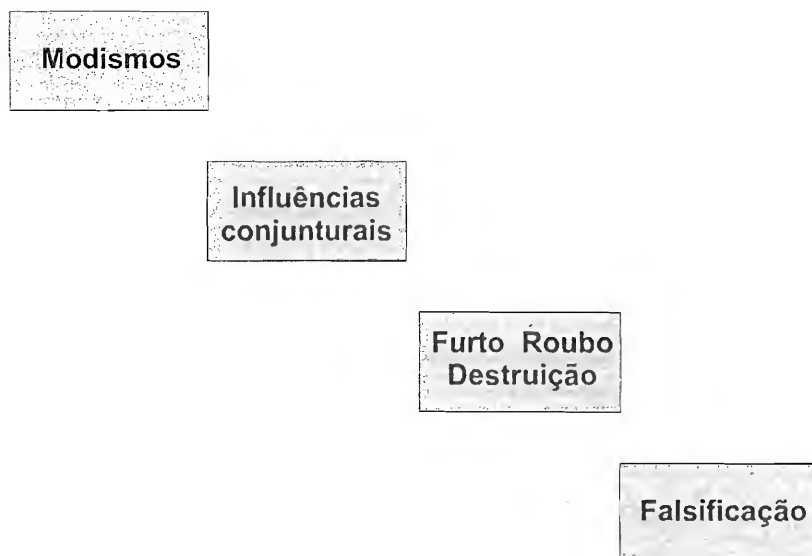 Modismos
Influências
conjunturais
Furto Roubo
Destruição
Falsificação